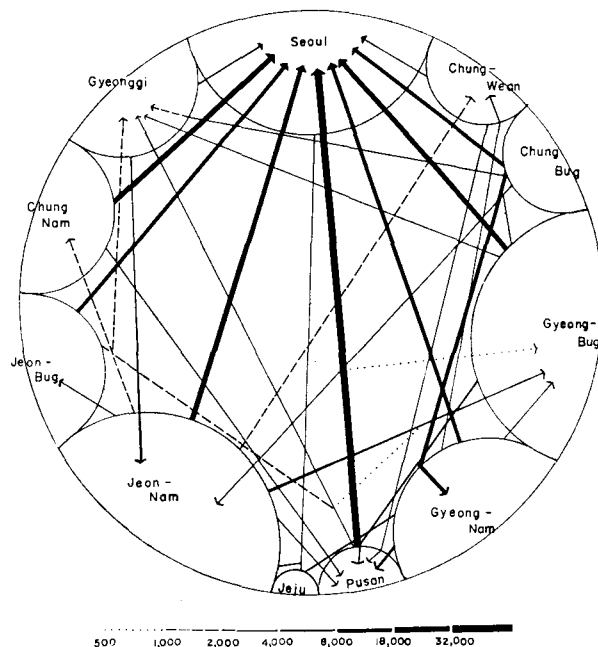 Seoul
Gyeonggi
Chung-
Wean
Chung
Bug
Chung
Nam
Gyeong-
Bug
Jeon-
Bug
Jeon-
Nam
Gyeong-
Nam
Jeju
Pusan
500 1,000 2,000 4,000 8,000 18,000 32,000